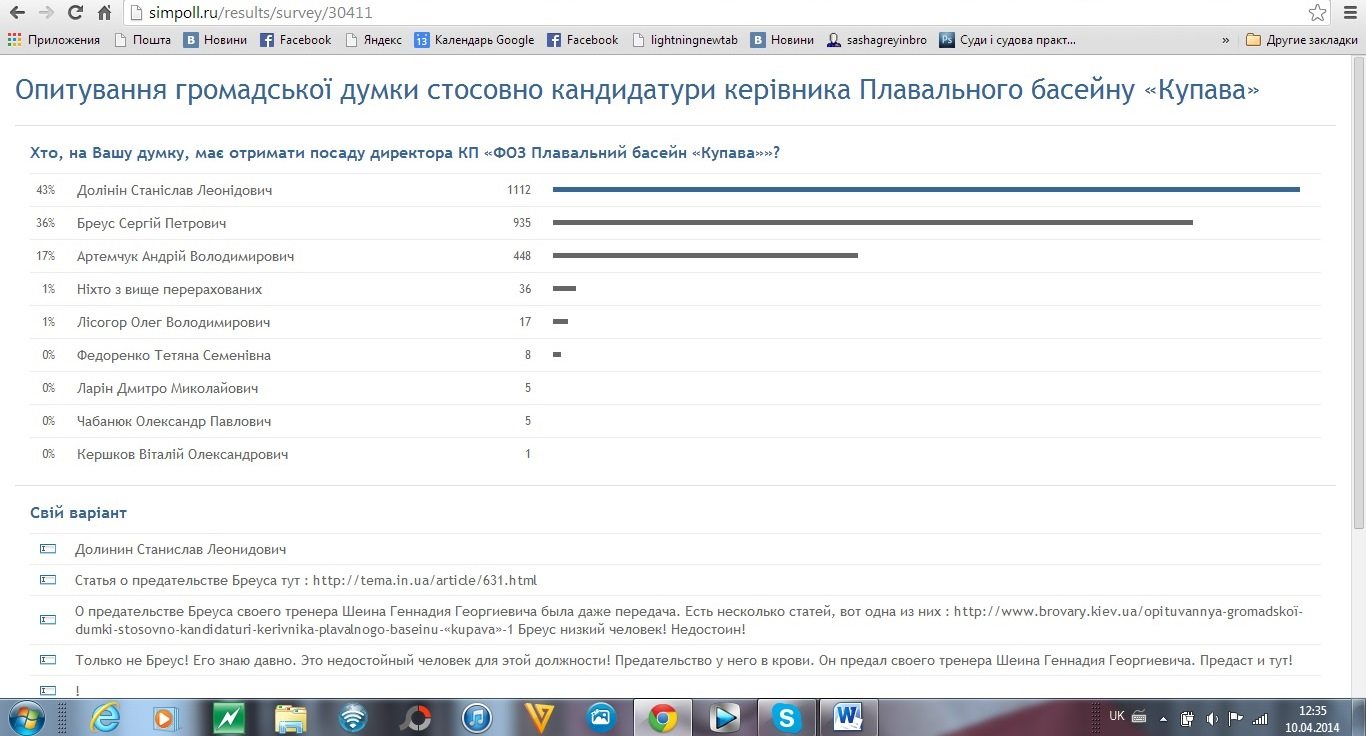 simpoll.ru/results/survey/30411
Приложения Почта Новини Facebook Яндекс 13 Календарь Google Facebook lightningnewtab Новини sashagreyinbro Ps Суди і судова практ... » Другие закладки
Опитування громадської думки стосовно кандидатури керівника Плавального басейну «Купава»
Хто, на Вашу думку, має отримати посаду директора КП «ФОЗ Плавальний басейн «Купава»»?
43% Долінін Станіслав Леонідович 1112
36% Бреус Сергій Петрович 935
17% Артемчук Андрій Володимирович 448
1% Ніхто з вище перерахованих 36
1% Лісогор Олег Володимирович 17
0% Федоренко Тетяна Семенівна 8
0% Ларін Дмитро Миколайович 5
0% Чабанюк Олександр Павлович 5
0% Кершков Віталій Олександрович 1
Свій варіант
Долинин Станислав Леонидович
Статья о предательстве Бреуса тут : http://tema.in.ua/article/631.html
О предательстве Бреуса своего тренера Шеина Геннадия Георгиевича была даже передача. Есть несколько статей, вот одна из них : http://www.brovary.kiev.ua/opituvannya-gromadskoї-
dumki-stosovno-kandidaturi-kerivnika-plavalnogo-baseinu-«kupava»-1 Бреус низкий человек! Недостоин!
Только не Бреус! Его знаю давно. Это недостойный человек для этой должности! Предательство у него в крови. Он предал своего тренера Шеина Геннадия Георгиевича. Предаст и тут!
!
UK 12:35
10.04.2014